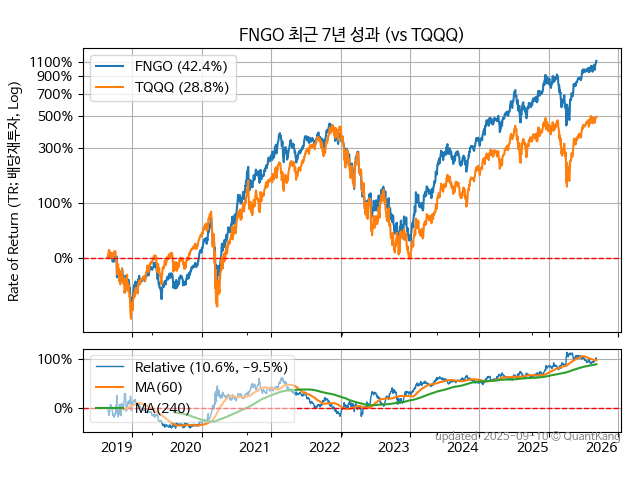 FNGO 최근 7년 성과 (vs TQQQ)
Rate of Return (TR; 배당재투자, Log)
1100%
900%
700%
500%
300%
100%
0%
FNGO (42.4%)
TQQQ (28.8%)
100%
0%
Relative (10.6%, -9.5%)
MA(60)
MA(240)
updated: 2025-09-10 © QuantKang
2019 2020 2021 2022 2023 2024 2025 2026